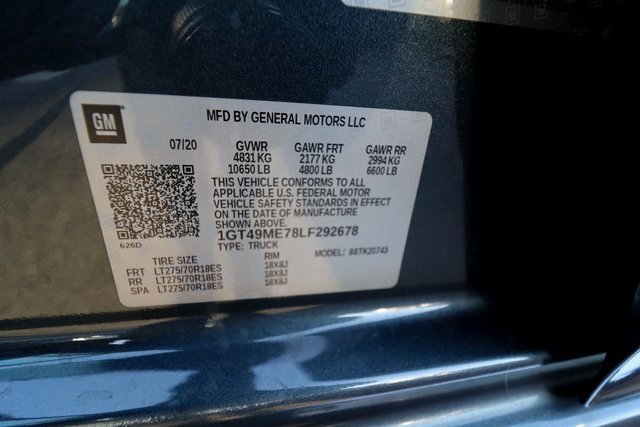 GM
MFD BY GENERAL MOTORS LLC
07/20 GVWR GAWR FRT GAWR RR
4831 KG 2177 KG 2994 KG
10650 LB 4800 LB 6600 LB
THIS VEHICLE CONFORMS TO ALL
APPLICABLE U.S. FEDERAL MOTOR
VEHICLE SAFETY STANDARDS IN EFFECT
ON THE DATE OF MANUFACTURE
SHOWN ABOVE.
1GT49ME78LF292678
626D TYPE: TRUCK MODEL: 88TK20743
TIRE SIZE RIM
FRT LT275/70R18ES 18X8J
RR LT275/70R18ES 18X8J
SPA LT275/70R18ES 18X8J